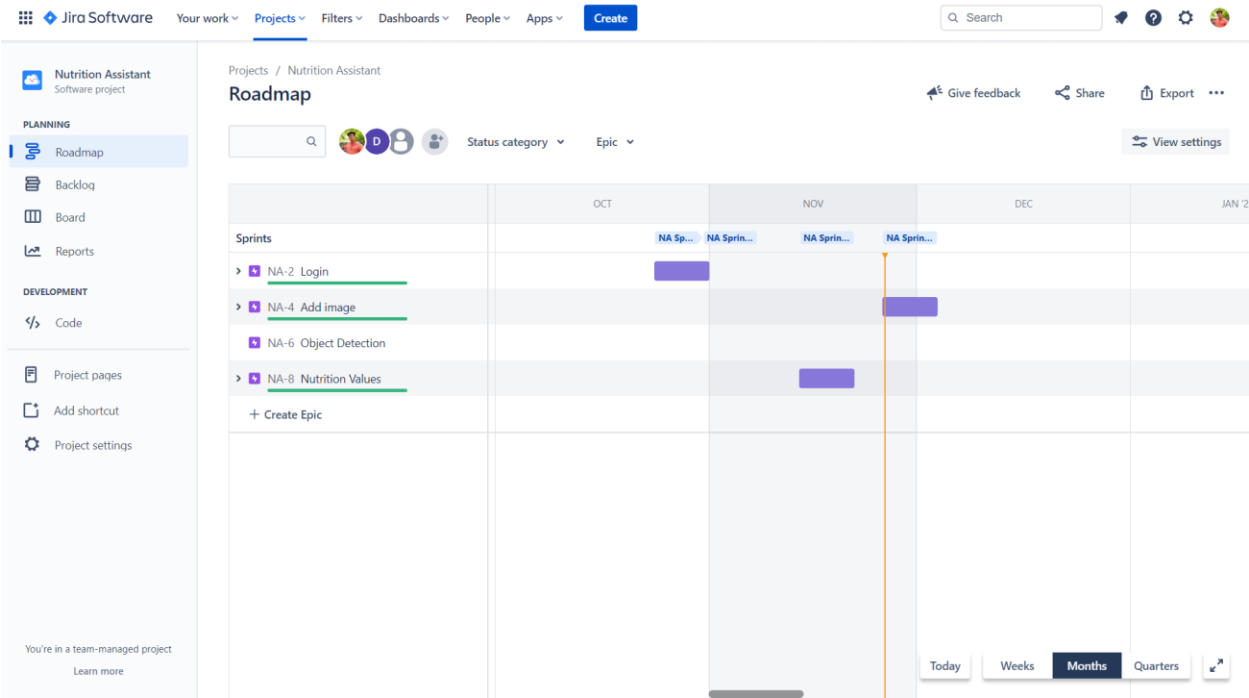 Jira Software Your work Projects Filters Dashboards People Apps Create Search
Nutrition Assistant
Software project
PLANNING
Roadmap
Backlog
Board
Reports
DEVELOPMENT
Code
Project pages
Add shortcut
Project settings
You're in a team-managed project
Learn more
Projects / Nutrition Assistant
Roadmap
Give feedback Share Export
D Status category Epic View settings
OCT NOV DEC JAN '2
Sprints NA Sp... NA Sprin... NA Sprin... NA Sprin...
NA-2 Login
NA-4 Add image
NA-6 Object Detection
NA-8 Nutrition Values
+ Create Epic
Today Weeks Months Quarters